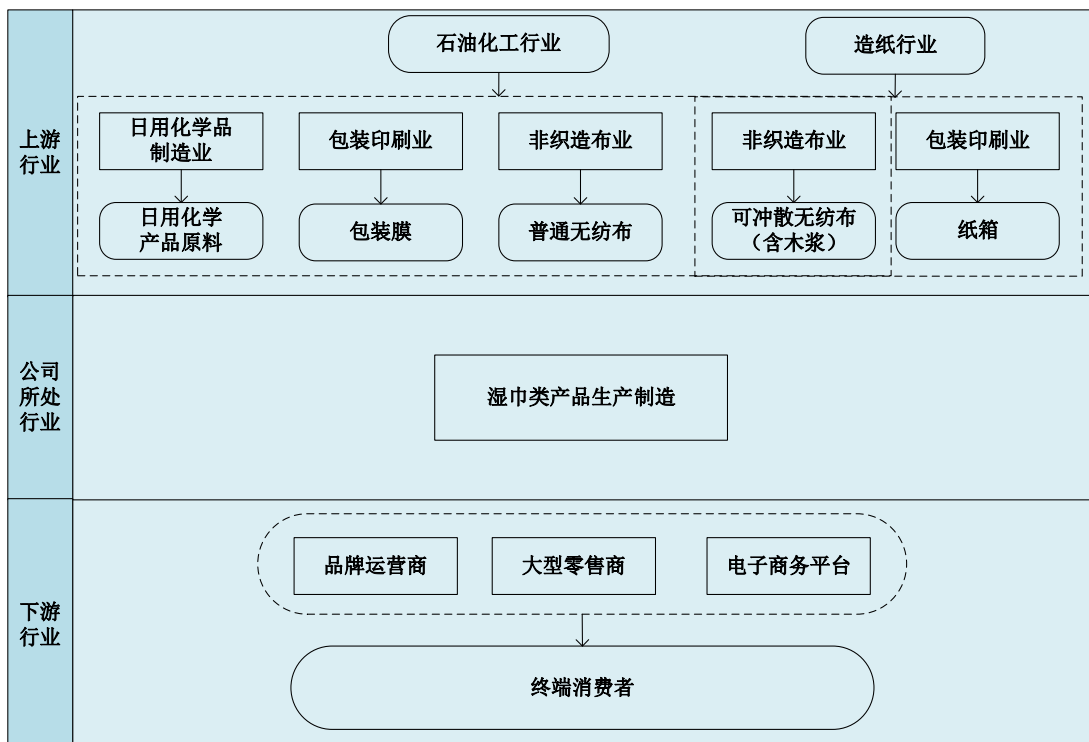 石油化工行业
造纸行业
上游
行业
日用化学品
制造业
包装印刷业
非织造布业
非织造布业
包装印刷业
日用化学
产品原料
包装膜
普通无纺布
可冲散无纺布
（含木浆）
纸箱
公司
所处
行业
湿巾类产品生产制造
下游
行业
品牌运营商
大型零售商
电子商务平台
终端消费者